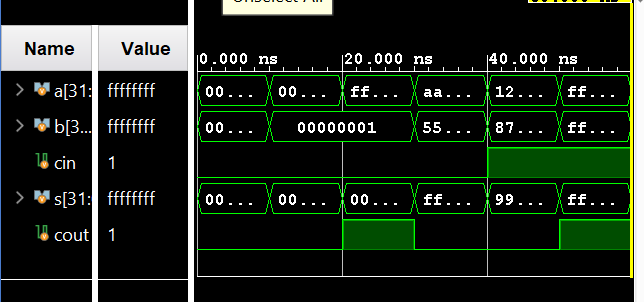 Unselect All
Name Value
0.000 ns 20.000 ns 40.000 ns
a[31: ffffffff 00... 00... ff... aa... 12... ff...
b[3... ffffffff 00... 00000001 55... 87... ff...
cin 1
s[31: ffffffff 00... 00... 00... ff... 99... ff...
cout 1